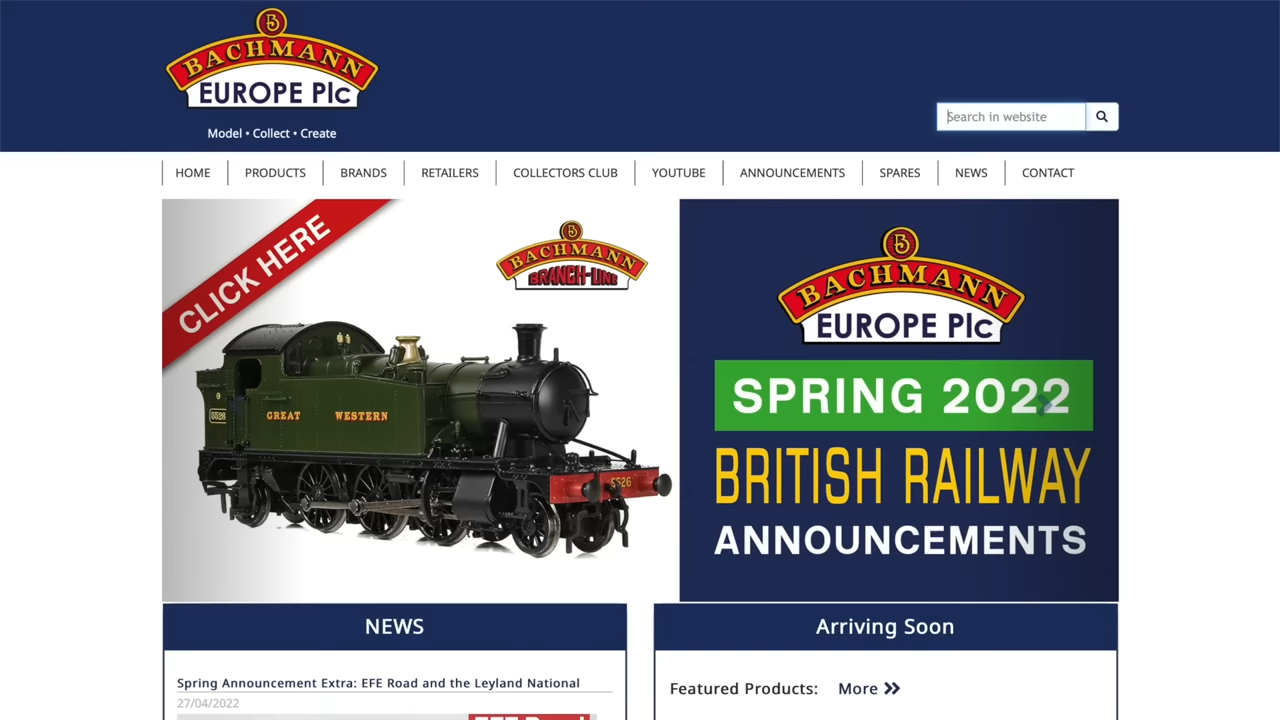 BACHMANN
EUROPE Plc
Model • Collect • Create
Search in website
HOME
PRODUCTS
BRANDS
RETAILERS
COLLECTORS CLUB
YOUTUBE
ANNOUNCEMENTS
SPARES
NEWS
CONTACT
CLICK HERE
BACHMANN
BRANCH-LINE
GREAT WESTERN
5526
5526
BACHMANN
EUROPE Plc
SPRING 2022
BRITISH RAILWAY
ANNOUNCEMENTS
NEWS
Arriving Soon
Spring Announcement Extra: EFE Road and the Leyland National
27/04/2022
Featured Products: More